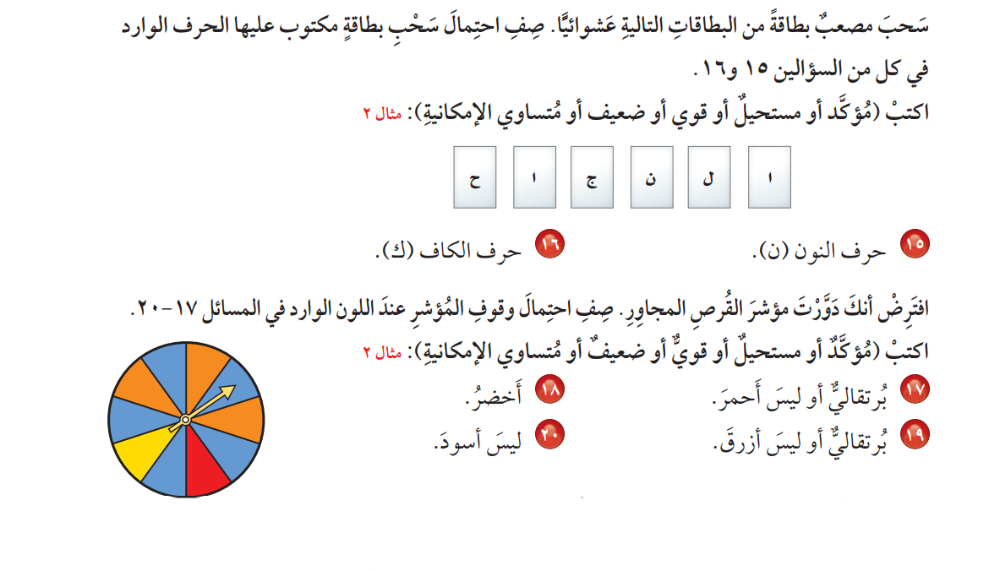 سَحبَ مصعبٌ بطاقةً من البطاقاتِ التاليةِ عَشوائيًّا. صِفِ احتِمالَ سَحْبِ بطاقةٍ مكتوب عليها الحرف الوارد
في كل من السؤالين ١٥ و١٦.
اكتبْ (مُؤكَّد أو مستحيلٌ أو قوي أو ضعيف أو مُتساوي الإمكانيةِ): مثال ٢
ا ل ن ج ا ح
١٥ حرف النون (ن). ١٦ حرف الكاف (ك).
افتَرِضْ أنكَ دَوَّرْتَ مؤشرَ القُرصِ المجاوِرِ. صِفِ احتِمالَ وقوفِ المُؤشرِ عندَ اللون الوارد في المسائل ١٧-٢٠.
اكتبْ (مُؤكَّدٌ أو مستحيلٌ أو قويٌّ أو ضعيفٌ أو مُتساوي الإمكانيةِ): مثال ٢
١٧ بُرتقاليٌّ أو ليسَ أَحمرَ. ١٨ أَخضرُ.
١٩ بُرتقاليٌّ أو ليسَ أزرقَ. ٢٠ ليسَ أسودَ.